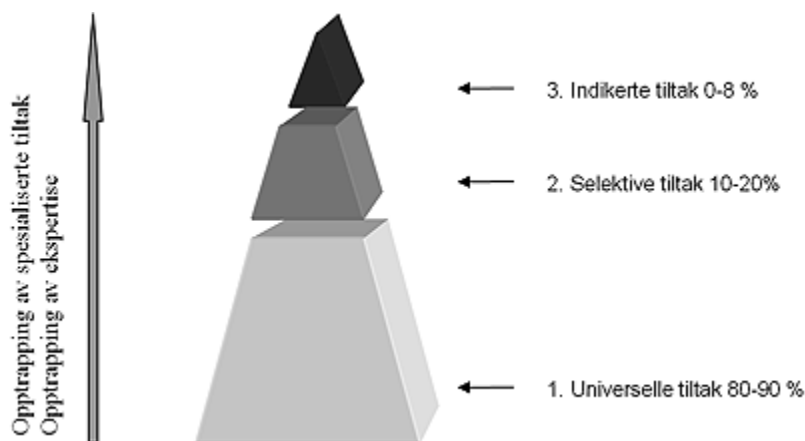 Opptrapping av spesialiserte tiltak
Opptrapping av ekspertise
3. Indikerte tiltak 0-8 %
2. Selektive tiltak 10-20%
1. Universelle tiltak 80-90 %